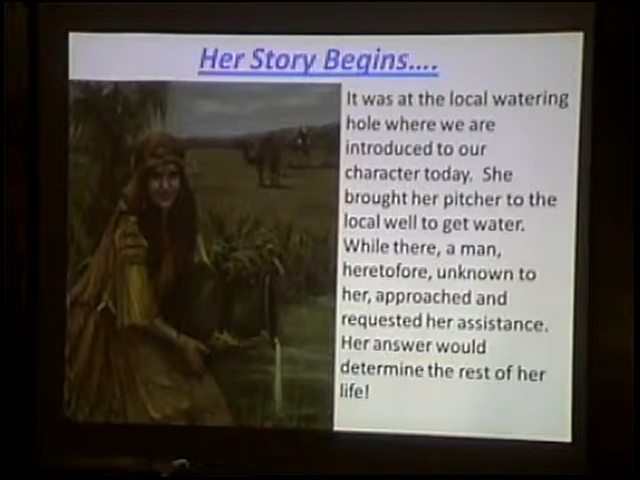 Her Story Begins....
It was at the local watering
hole where we are
introduced to our
character today. She
brought her pitcher to the
local well to get water.
While there, a man,
heretofore, unknown to
her, approached and
requested her assistance.
Her answer would
determine the rest of her
life!